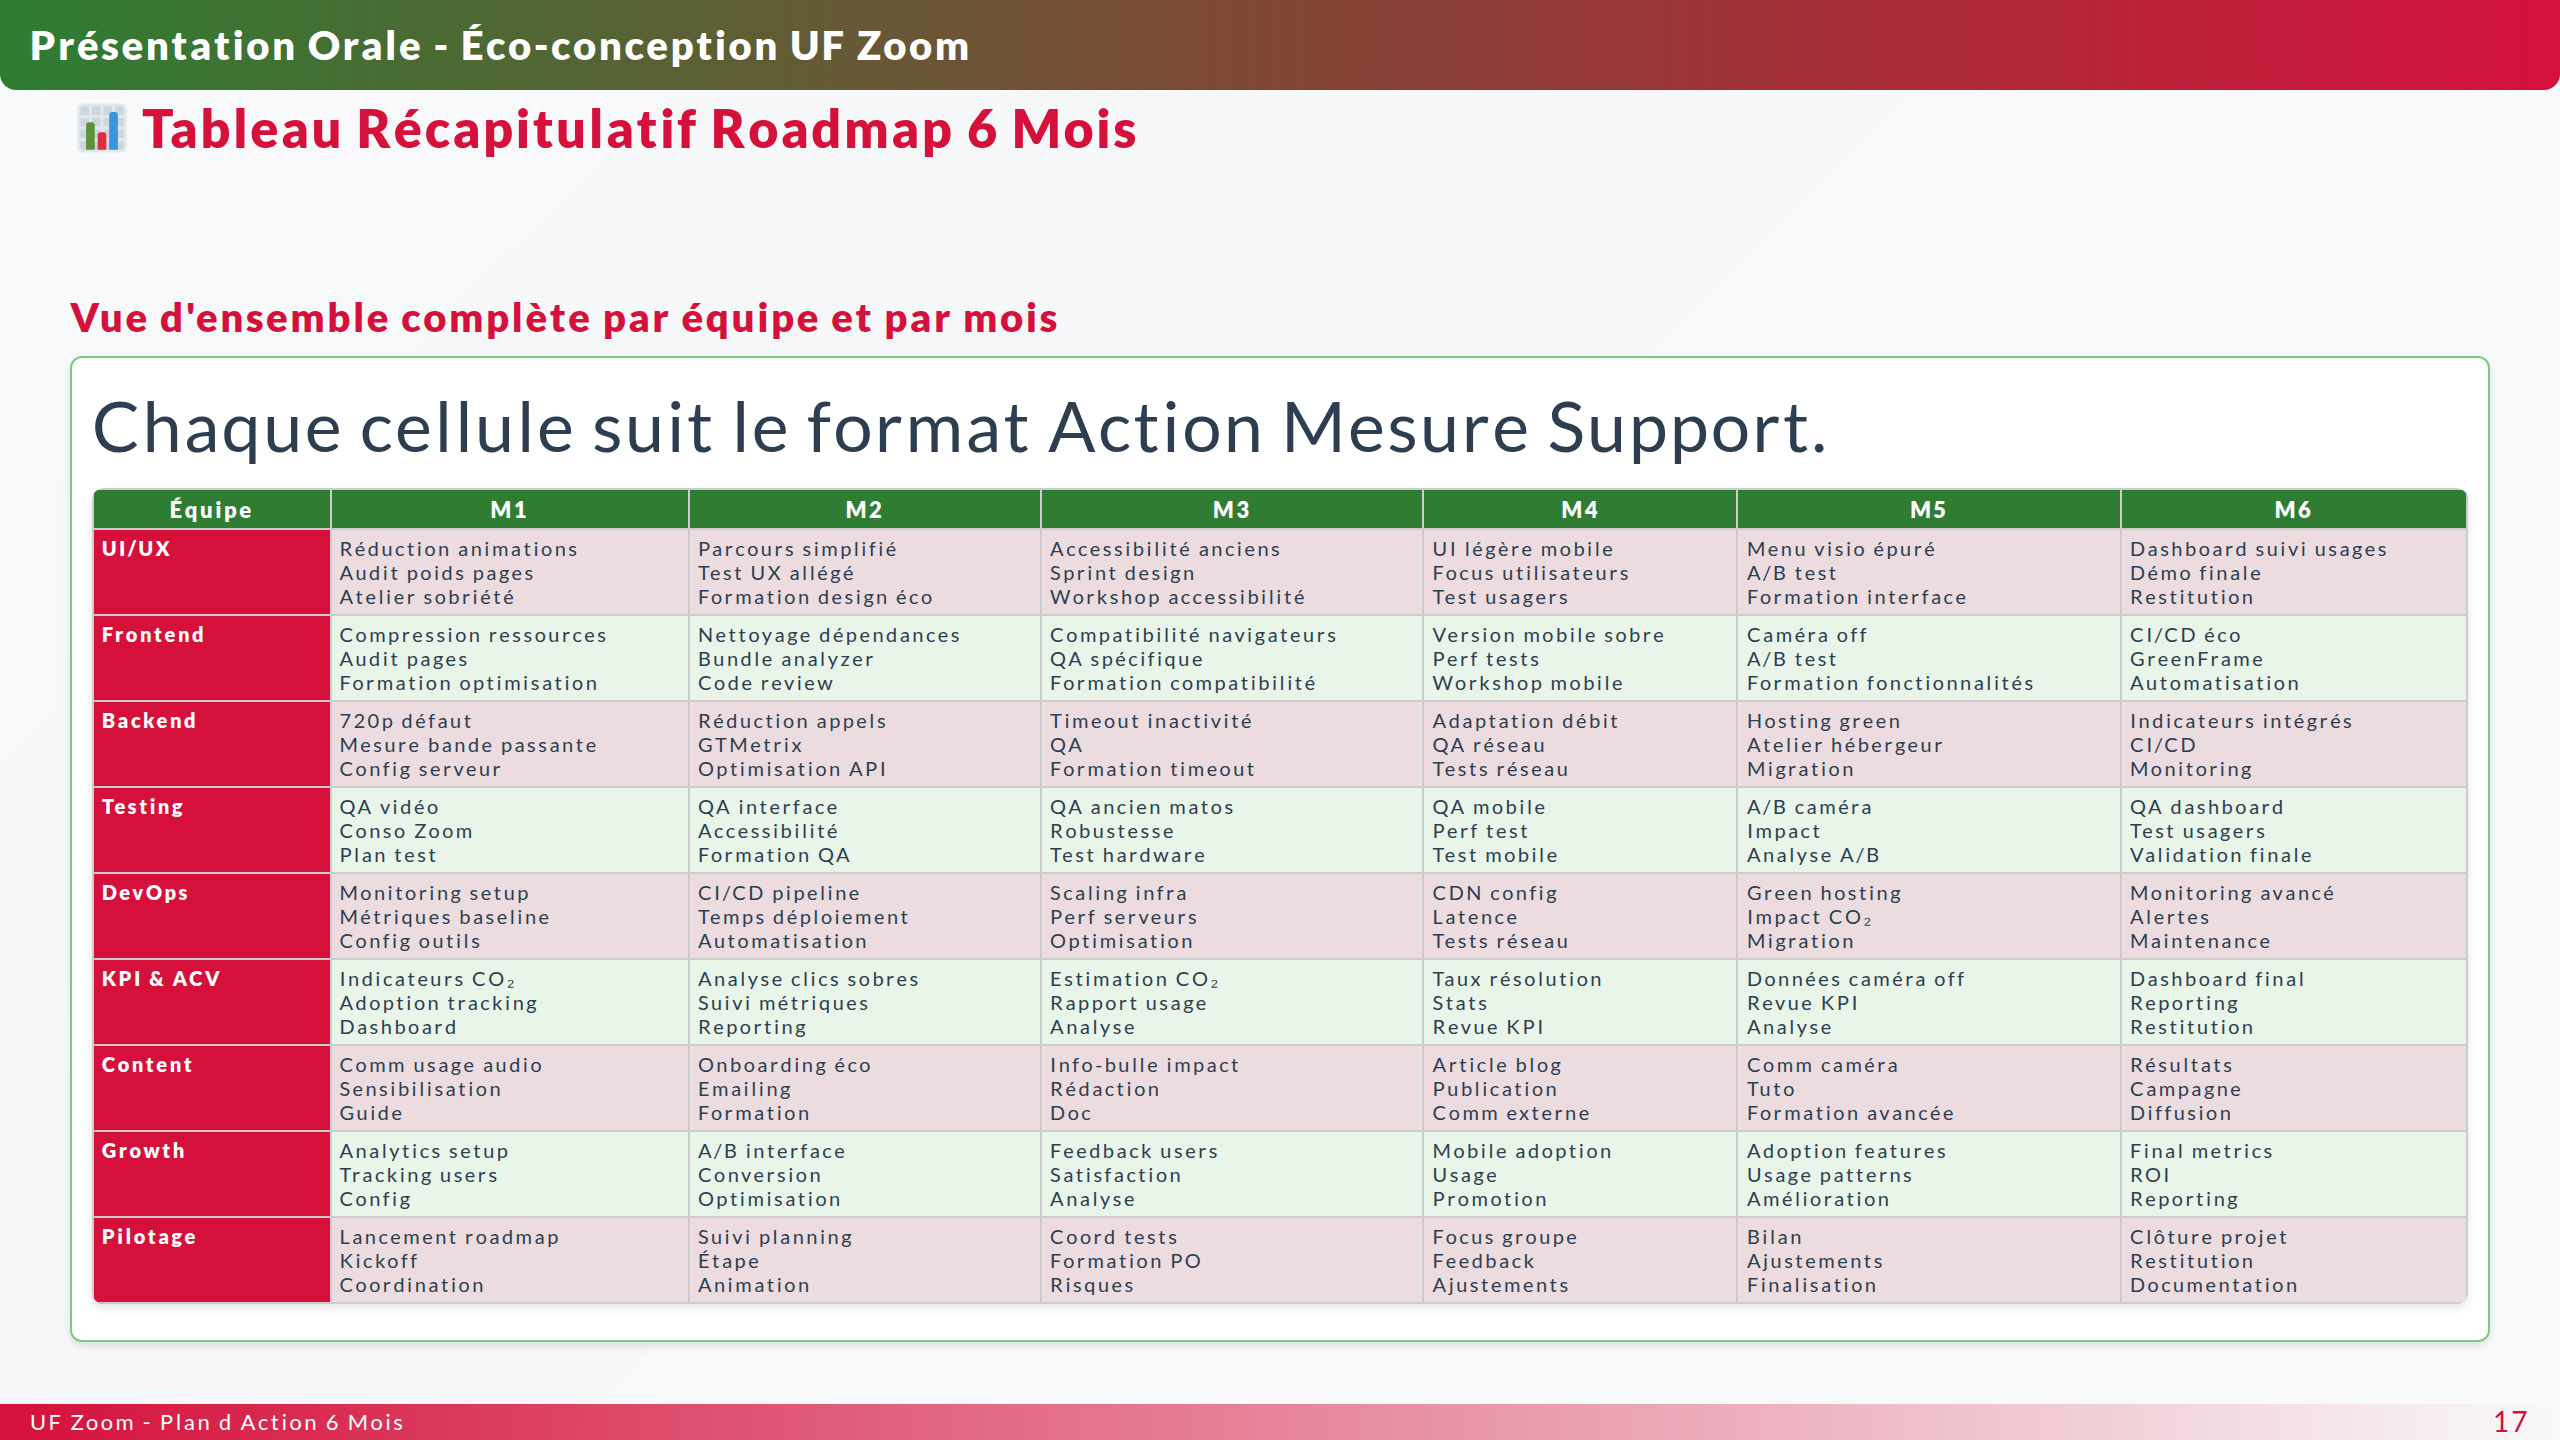 Présentation Orale - Éco-conception UF Zoom
Tableau Récapitulatif Roadmap 6 Mois
Vue d'ensemble complète par équipe et par mois
Chaque cellule suit le format Action Mesure Support.
Équipe M1 M2 M3 M4 M5 M6
UI/UX Réduction animations Parcours simplifié Accessibilité anciens UI légère mobile Menu visio épuré Dashboard suivi usages
Audit poids pages Test UX allégé Sprint design Focus utilisateurs A/B test Démo finale
Atelier sobriété Formation design éco Workshop accessibilité Test usagers Formation interface Restitution
Frontend Compression ressources Nettoyage dépendances Compatibilité navigateurs Version mobile sobre Caméra off CI/CD éco
Audit pages Bundle analyzer QA spécifique Perf tests A/B test GreenFrame
Formation optimisation Code review Formation compatibilité Workshop mobile Formation fonctionnalités Automatisation
Backend 720p défaut Réduction appels Timeout inactivité Adaptation débit Hosting green Indicateurs intégrés
Mesure bande passante GTMetrix QA QA réseau Atelier hébergeur CI/CD
Config serveur Optimisation API Formation timeout Tests réseau Migration Monitoring
Testing QA vidéo QA interface QA ancien matos QA mobile A/B caméra QA dashboard
Conso Zoom Accessibilité Robustesse Perf test Impact Test usagers
Plan test Formation QA Test hardware Test mobile Analyse A/B Validation finale
DevOps Monitoring setup CI/CD pipeline Scaling infra CDN config Green hosting Monitoring avancé
Métriques baseline Temps déploiement Perf serveurs Latence Impact CO₂ Alertes
Config outils Automatisation Optimisation Tests réseau Migration Maintenance
KPI & ACV Indicateurs CO₂ Analyse clics sobres Estimation CO₂ Taux résolution Données caméra off Dashboard final
Adoption tracking Suivi métriques Rapport usage Stats Revue KPI Reporting
Dashboard Reporting Analyse Revue KPI Analyse Restitution
Content Comm usage audio Onboarding éco Info-bulle impact Article blog Comm caméra Résultats
Sensibilisation Emailing Rédaction Publication Tuto Campagne
Guide Formation Doc Comm externe Formation avancée Diffusion
Growth Analytics setup A/B interface Feedback users Mobile adoption Adoption features Final metrics
Tracking users Conversion Satisfaction Usage Usage patterns ROI
Config Optimisation Analyse Promotion Amélioration Reporting
Pilotage Lancement roadmap Suivi planning Coord tests Focus groupe Bilan Clôture projet
Kickoff Étape Formation PO Feedback Ajustements Restitution
Coordination Animation Risques Ajustements Finalisation Documentation
UF Zoom - Plan d Action 6 Mois
17